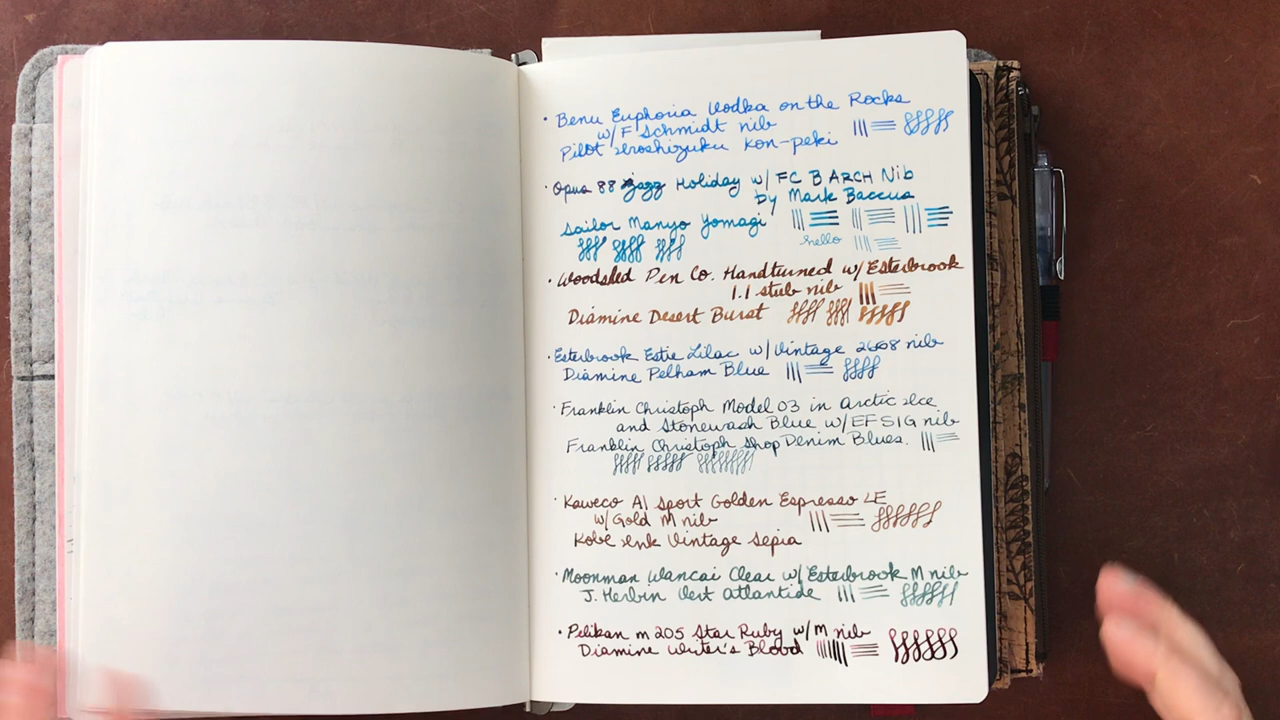 · Benu Euphoria Vodka on the Rocks
w/F Schmidt nib
Pilot Iroshizuku Kon-peki
· Opus 88 Jazz Holiday w/ FC B ARCH Nib
by Mark Baccus
Sailor Manyo Yomagi
hello
· Woodshed Pen Co. Handturned w/ Esterbrook
1.1 stub nib
Diamine Desert Burst
· Esterbrook Estie Lilac w/ Vintage 2668 nib
Diamine Pelham Blue
· Franklin Christoph Model 03 in Arctic Ice
and Stonewash Blue w/EF SIG nib
Franklin Christoph Shop Denim Blues.
· Kaweco Al Sport Golden Espresso LE
w/Gold M nib
Kobe Ink Vintage Sepia
· Moonman Wancai Clear w/ Esterbrook M nib
J. Herbin Vert Atlantide
· Pelikan m205 Star Ruby w/M nib
Diamine Writer's Blood